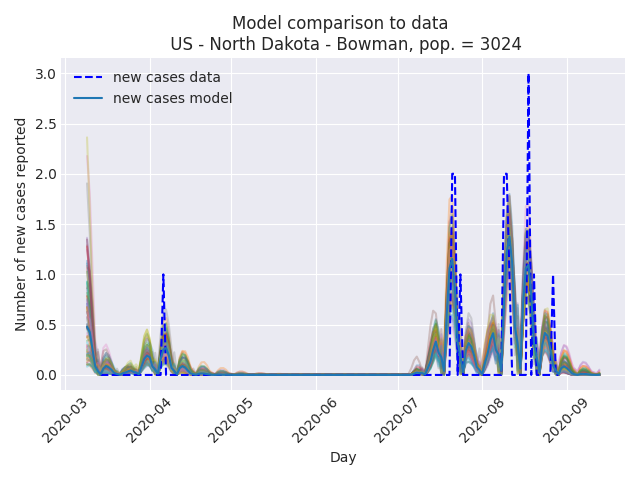 Model comparison to data
US - North Dakota - Bowman, pop. = 3024
new cases data
new cases model
Number of new cases reported
3.0
2.5
2.0
1.5
1.0
0.5
0.0
2020-03
2020-04
2020-05
2020-06
2020-07
2020-08
2020-09
Day